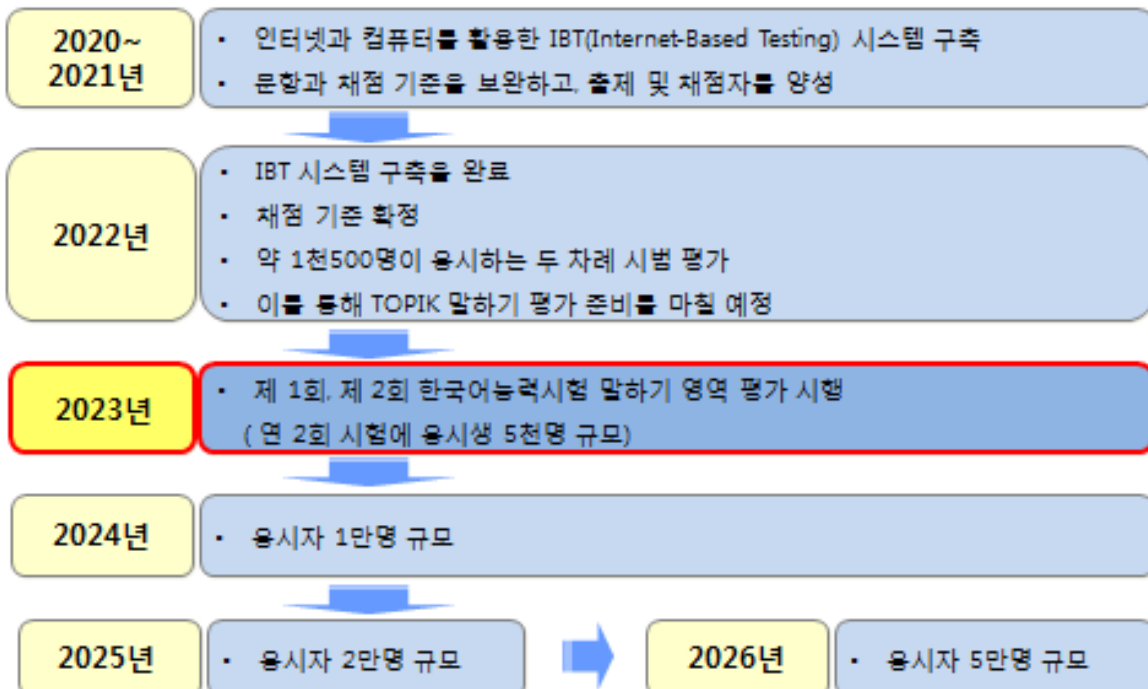 2020~
2021년
• 인터넷과 컴퓨터를 활용한 IBT(Internet-Based Testing) 시스템 구축
• 문항과 채점 기준을 보완하고, 출제 및 채점자를 양성
2022년
• IBT 시스템 구축을 완료
• 채점 기준 확정
• 약 1천500명이 응시하는 두 차례 시범 평가
• 이를 통해 TOPIK 말하기 평가 준비를 마칠 예정
2023년
• 제 1회, 제 2회 한국어능력시험 말하기 영역 평가 시행
( 연 2회 시험에 응시생 5천명 규모)
2024년
• 응시자 1만명 규모
2025년
• 응시자 2만명 규모
2026년
• 응시자 5만명 규모